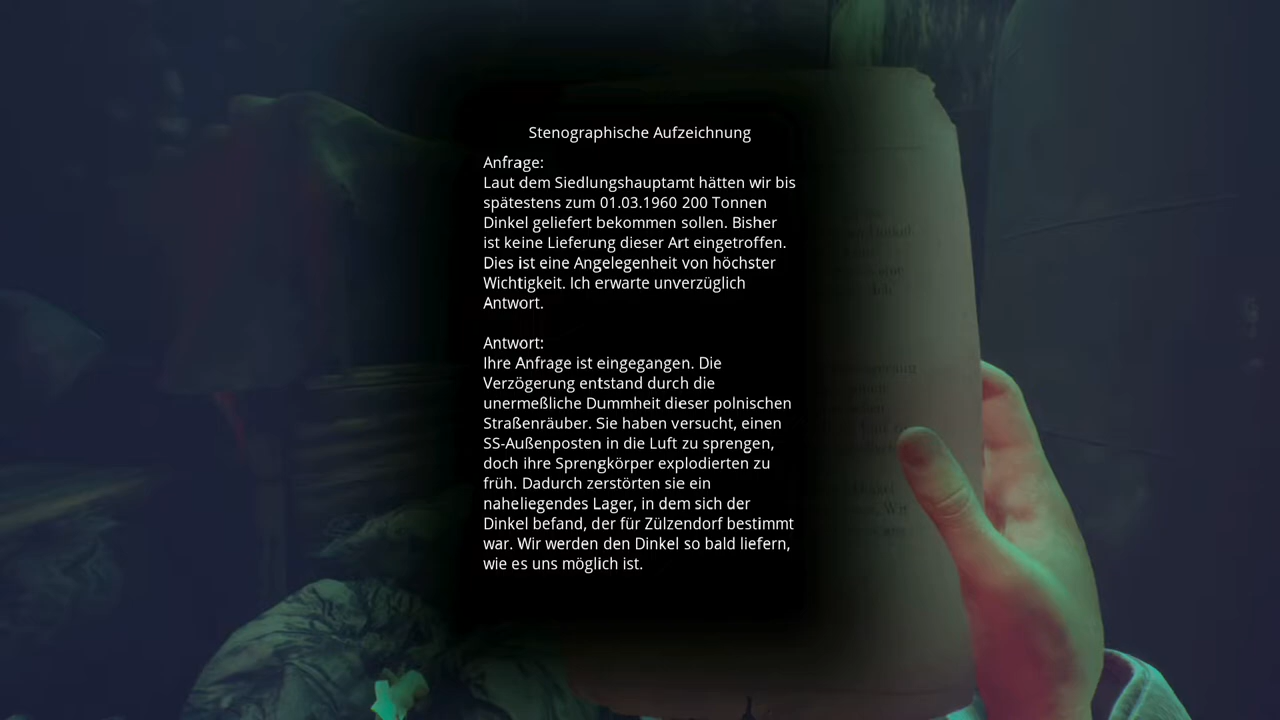 Stenographische Aufzeichnung
Anfrage:
Laut dem Siedlungshauptamt hätten wir bis
spätestens zum 01.03.1960 200 Tonnen
Dinkel geliefert bekommen sollen. Bisher
ist keine Lieferung dieser Art eingetroffen.
Dies ist eine Angelegenheit von höchster
Wichtigkeit. Ich erwarte unverzüglich
Antwort.
Antwort:
Ihre Anfrage ist eingegangen. Die
Verzögerung entstand durch die
unermeßliche Dummheit dieser polnischen
Straßenräuber. Sie haben versucht, einen
SS-Außenposten in die Luft zu sprengen,
doch ihre Sprengkörper explodierten zu
früh. Dadurch zerstörten sie ein
naheliegendes Lager, in dem sich der
Dinkel befand, der für Zülzendorf bestimmt
war. Wir werden den Dinkel so bald liefern,
wie es uns möglich ist.